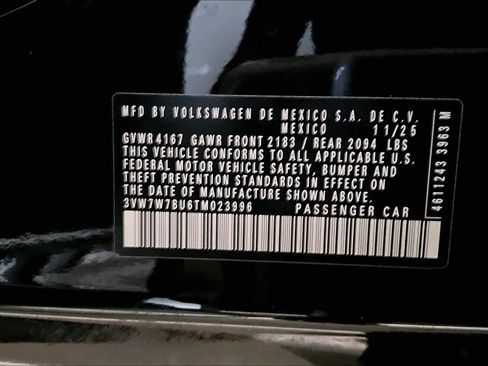 MFD BY VOLKSWAGEN DE MEXICO S.A. DE C.V.
MEXICO 11/25
GVWR4167 GAWR FRONT 2183 / REAR 2094 LBS
THIS VEHICLE CONFORMS TO ALL APPLICABLE U.S.
FEDERAL MOTOR VEHICLE SAFETY, BUMPER AND
THEFT PREVENTION STANDARDS IN EFFECT ON
THE DATE OF MANUFACTURE SHOWN ABOVE.
3VW7W7BU6TM023996 PASSENGER CAR
4611243 3963 M